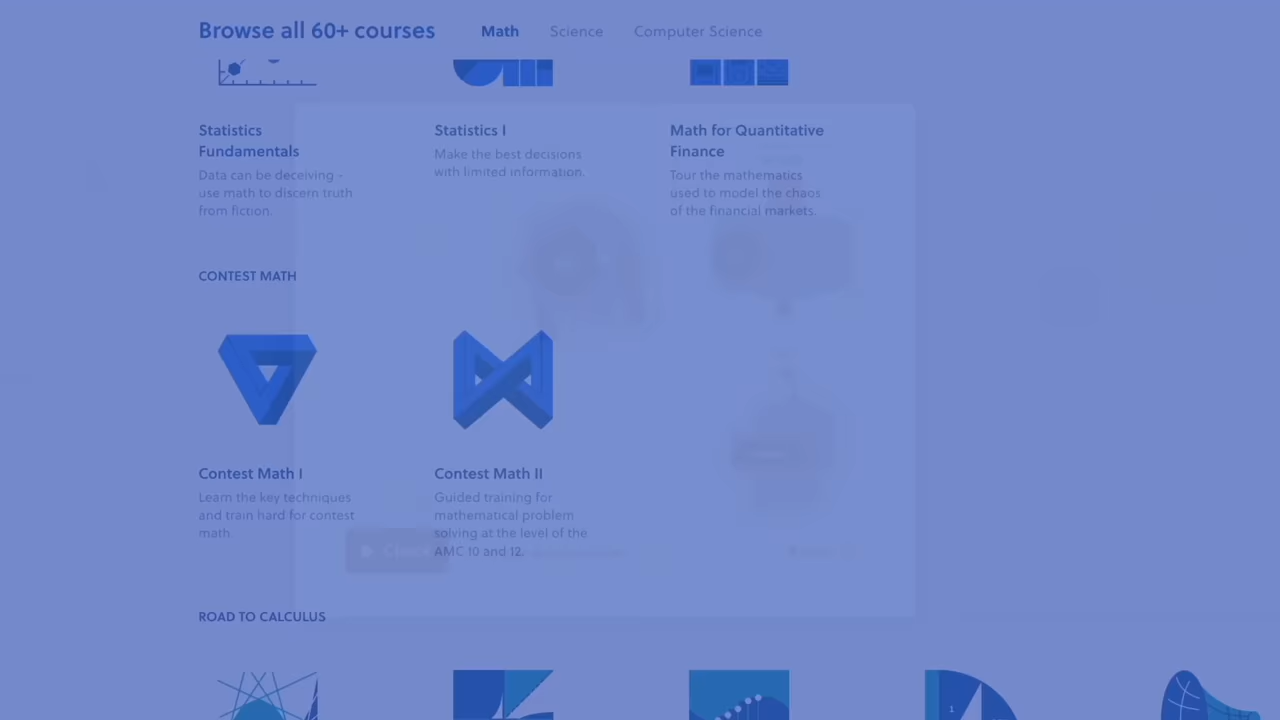 Browse all 60+ courses Math Science Computer Science
Statistics Fundamentals
Data can be deceiving -
use math to discern truth
from fiction.
Statistics I
Make the best decisions
with limited information.
Math for Quantitative
Finance
Tour the mathematics
used to model the chaos
of the financial markets.
CONTEST MATH
Contest Math I
Learn the key techniques
and train hard for contest
math.
Contest Math II
Guided training for
mathematical problem
solving at the level of the
AMC 10 and 12.
ROAD TO CALCULUS
1